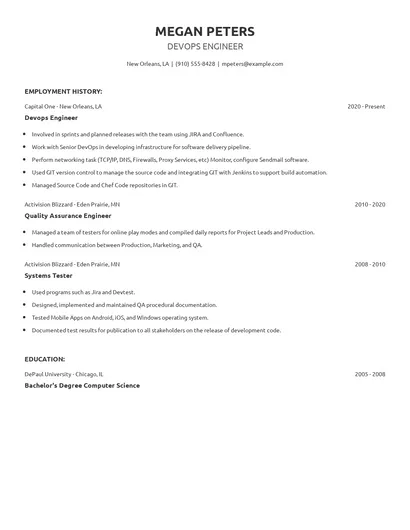 MEGAN PETERS
DEVOPS ENGINEER
New Orleans, LA | (910) 555-8428 | mpeters@example.com
EMPLOYMENT HISTORY:
Capital One - New Orleans, LA 2020 - Present
Devops Engineer
• Involved in sprints and planned releases with the team using JIRA and Confluence.
• Work with Senior DevOps in developing infrastructure for software delivery pipeline.
• Perform networking task (TCP/IP, DNS, Firewalls, Proxy Services, etc) Monitor, configure Sendmail software.
• Used GIT version control to manage the source code and integrating GIT with Jenkins to support build automation.
• Managed Source Code and Chef Code repositories in GIT.
Activision Blizzard - Eden Prairie, MN 2010 - 2020
Quality Assurance Engineer
• Managed a team of testers for online play modes and compiled daily reports for Project Leads and Production.
• Handled communication between Production, Marketing, and QA.
Activision Blizzard - Eden Prairie, MN 2008 - 2010
Systems Tester
• Used programs such as Jira and Devtest.
• Designed, implemented and maintained QA procedural documentation.
• Tested Mobile Apps on Android, iOS, and Windows operating system.
• Documented test results for publication to all stakeholders on the release of development code.
EDUCATION:
DePaul University - Chicago, IL 2005 - 2008
Bachelor's Degree Computer Science